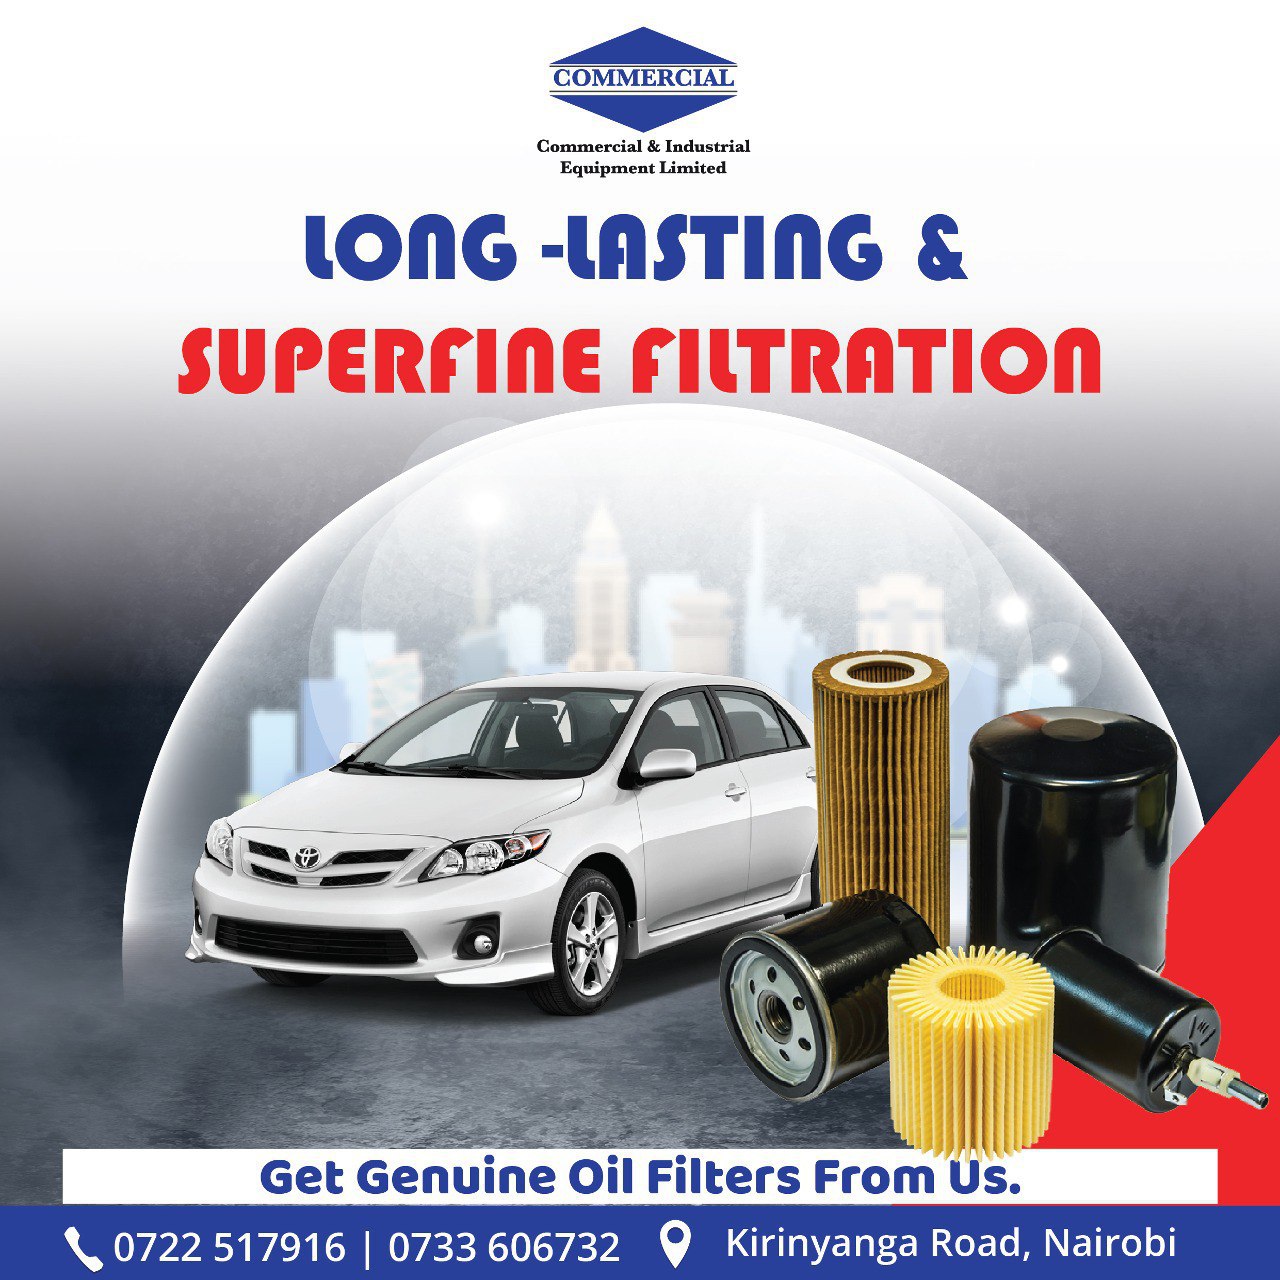 COMMERCIAL
Commercial & Industrial
Equipment Limited
LONG -LASTING &
SUPERFINE FILTRATION
Get Genuine Oil Filters From Us.
0722 517916 | 0733 606732
Kirinyanga Road, Nairobi